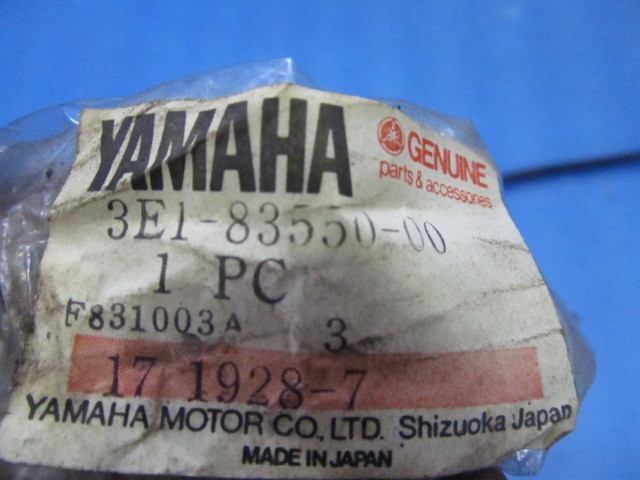 YAMAHA
GENUINE
parts & accessories
3E1-83550-00
1 PC
F831003A 3
17 1928-7
YAMAHA MOTOR CO., LTD. Shizuoka Japan
MADE IN JAPAN